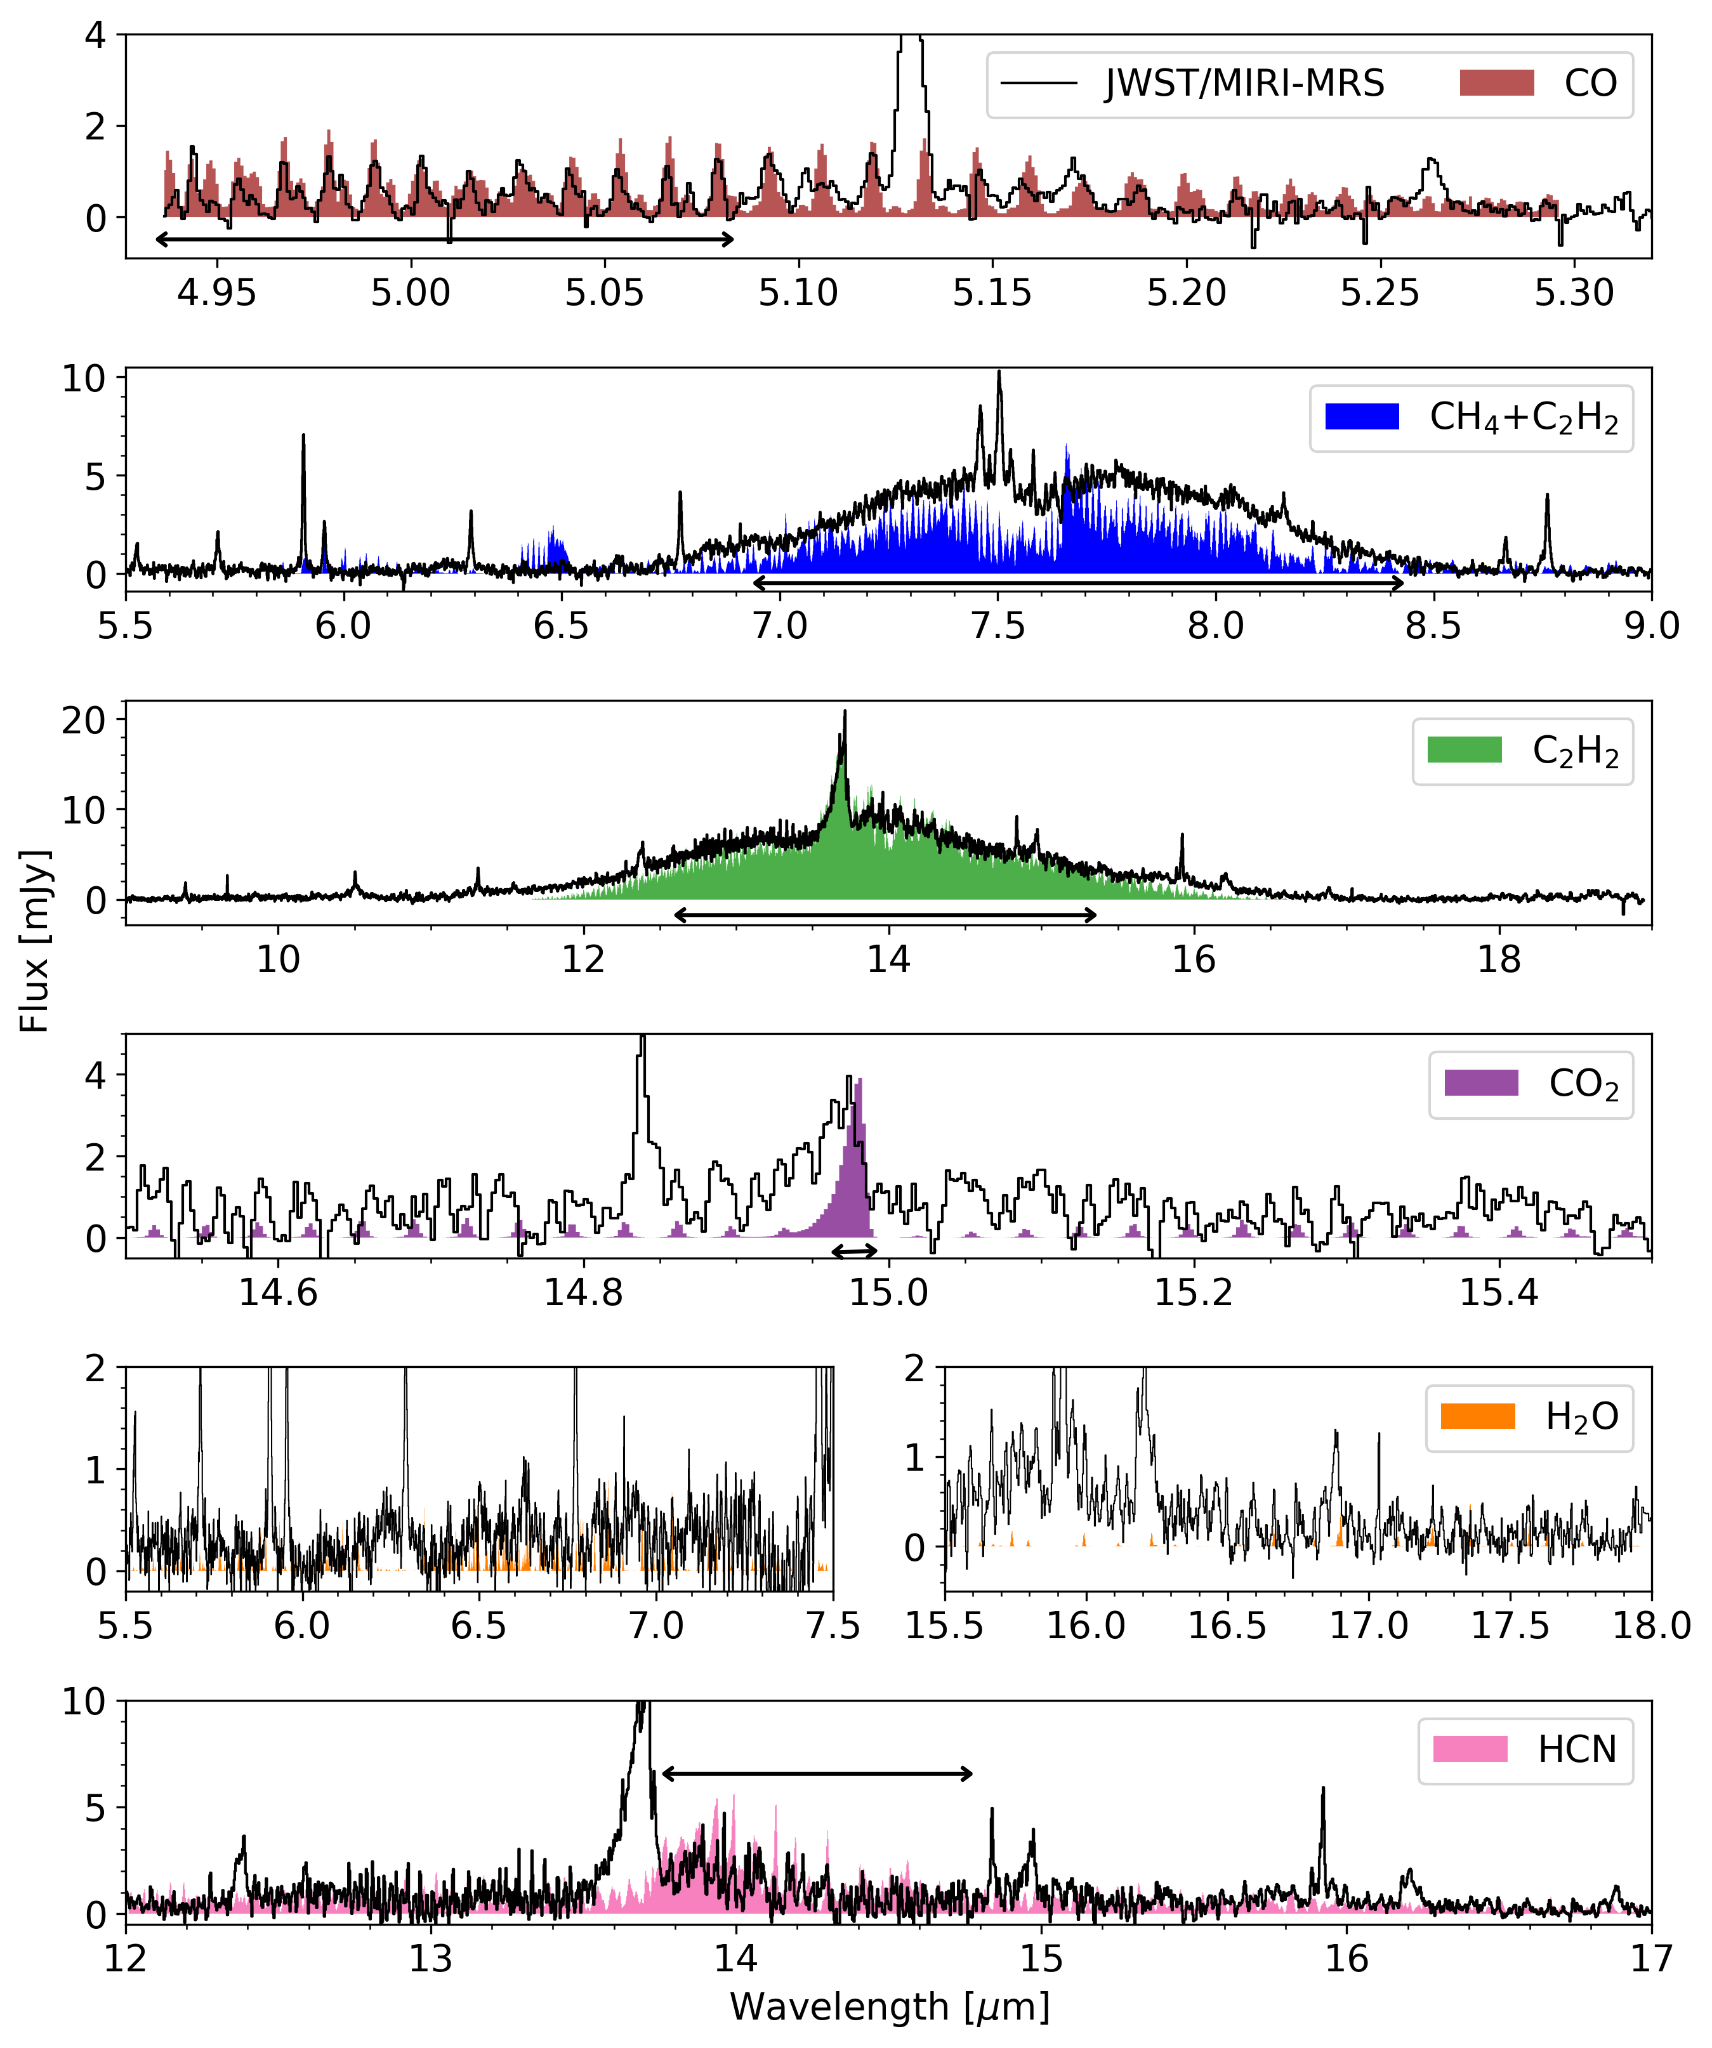 4
2
0
JWST/MIRI-MRS CO
4.95 5.00 5.05 5.10 5.15 5.20 5.25 5.30
10
5
0
CH₄+C₂H₂
5.5 6.0 6.5 7.0 7.5 8.0 8.5 9.0
20
10
0
C₂H₂
10 12 14 16 18
Flux [mJy]
4
2
0
CO₂
14.6 14.8 15.0 15.2 15.4
2
1
0
5.5 6.0 6.5 7.0 7.5
2
1
0
H₂O
15.5 16.0 16.5 17.0 17.5 18.0
10
5
0
HCN
12 13 14 15 16 17
Wavelength [μm]